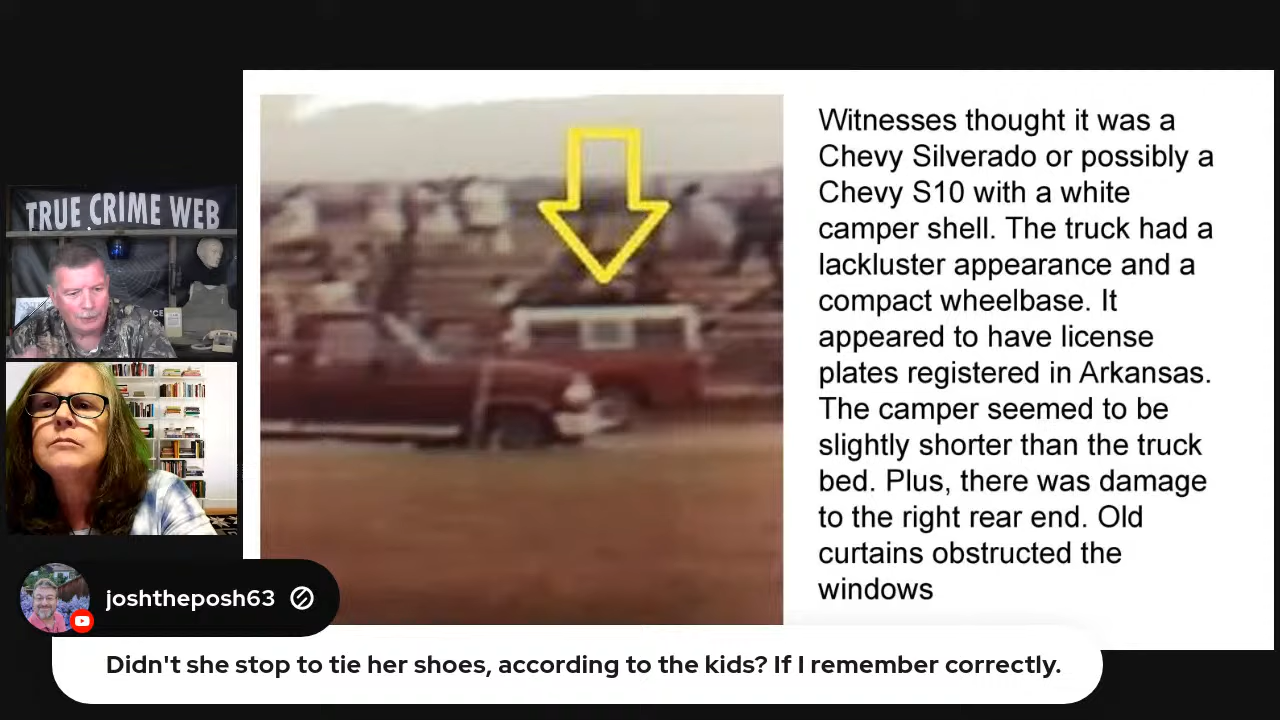 TRUE CRIME WEB
Witnesses thought it was a
Chevy Silverado or possibly a
Chevy S10 with a white
camper shell. The truck had a
lackluster appearance and a
compact wheelbase. It
appeared to have license
plates registered in Arkansas.
The camper seemed to be
slightly shorter than the truck
bed. Plus, there was damage
to the right rear end. Old
curtains obstructed the
windows
joshtheposh63
Didn't she stop to tie her shoes, according to the kids? If I remember correctly.